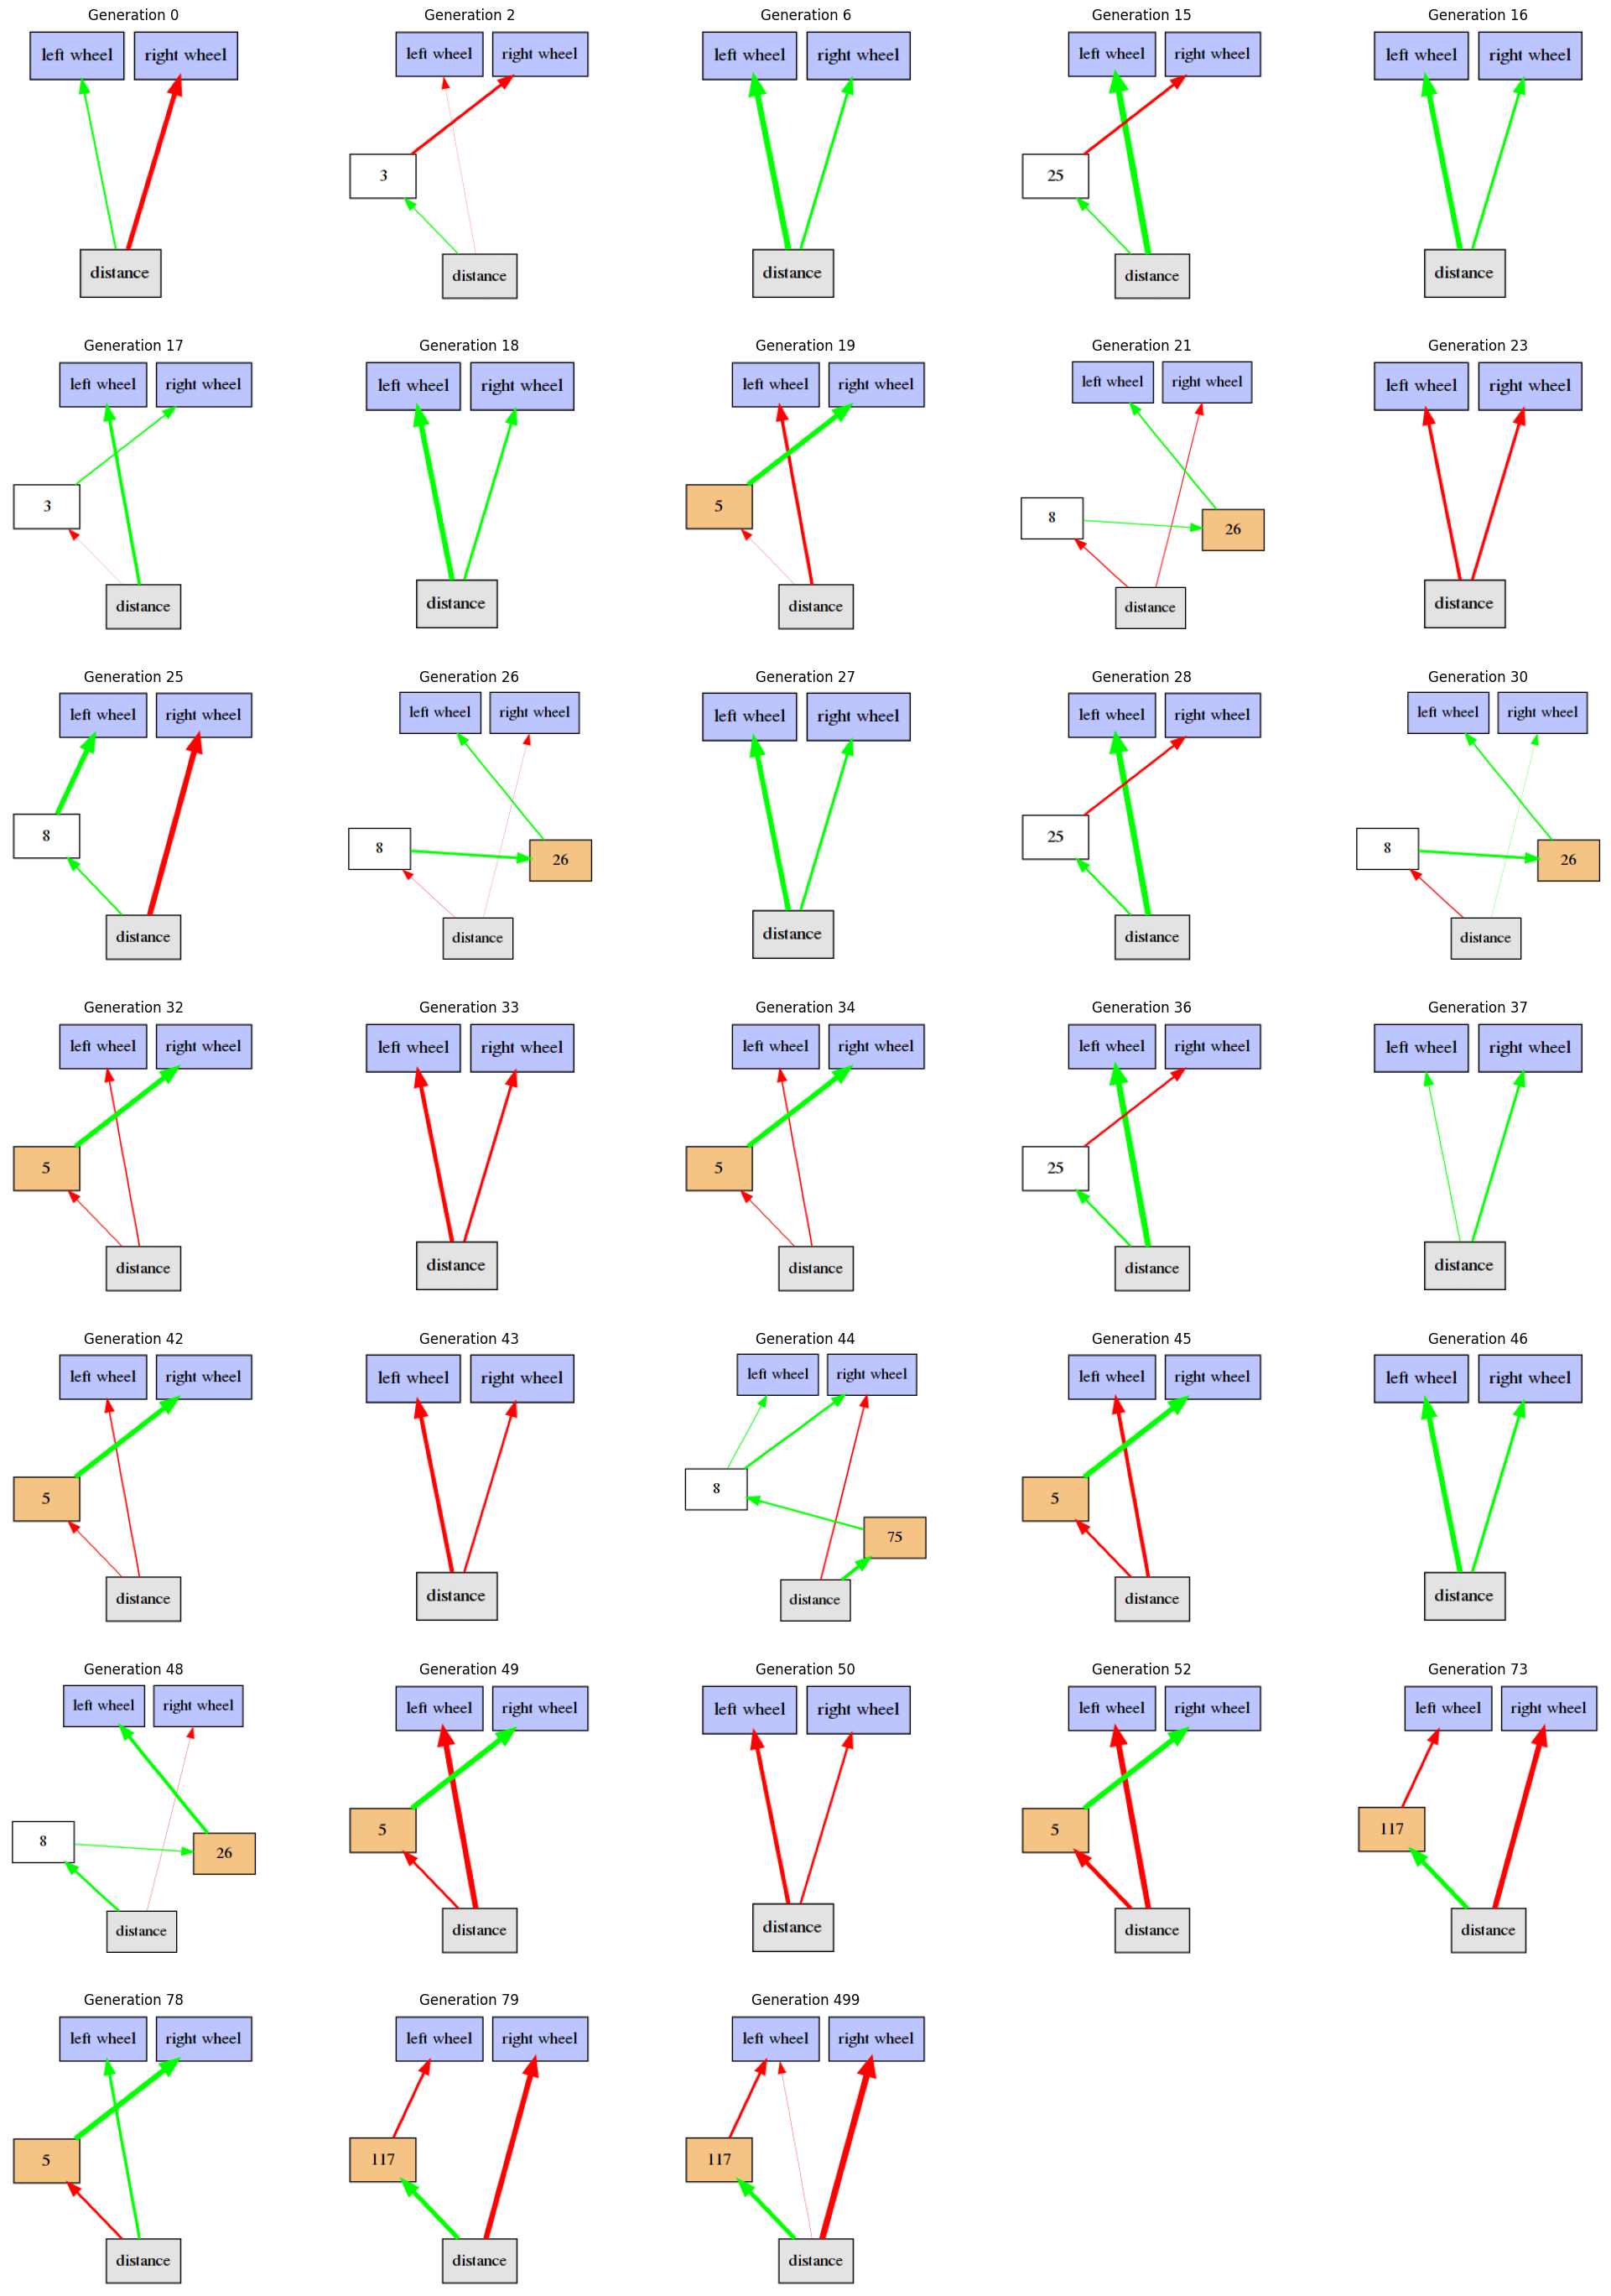 Generation 0
left wheel right wheel
distance
Generation 2
left wheel right wheel
3
distance
Generation 6
left wheel right wheel
distance
Generation 15
left wheel right wheel
25
distance
Generation 16
left wheel right wheel
distance
Generation 17
left wheel right wheel
3
distance
Generation 18
left wheel right wheel
distance
Generation 19
left wheel right wheel
5
distance
Generation 21
left wheel right wheel
8
26
distance
Generation 23
left wheel right wheel
distance
Generation 25
left wheel right wheel
8
distance
Generation 26
left wheel right wheel
8
26
distance
Generation 27
left wheel right wheel
distance
Generation 28
left wheel right wheel
25
distance
Generation 30
left wheel right wheel
8
26
distance
Generation 32
left wheel right wheel
5
distance
Generation 33
left wheel right wheel
distance
Generation 34
left wheel right wheel
5
distance
Generation 36
left wheel right wheel
25
distance
Generation 37
left wheel right wheel
distance
Generation 42
left wheel right wheel
5
distance
Generation 43
left wheel right wheel
distance
Generation 44
left wheel right wheel
8
75
distance
Generation 45
left wheel right wheel
5
distance
Generation 46
left wheel right wheel
distance
Generation 48
left wheel right wheel
8
26
distance
Generation 49
left wheel right wheel
5
distance
Generation 50
left wheel right wheel
distance
Generation 52
left wheel right wheel
5
distance
Generation 73
left wheel right wheel
117
distance
Generation 78
left wheel right wheel
5
distance
Generation 79
left wheel right wheel
117
distance
Generation 499
left wheel right wheel
117
distance